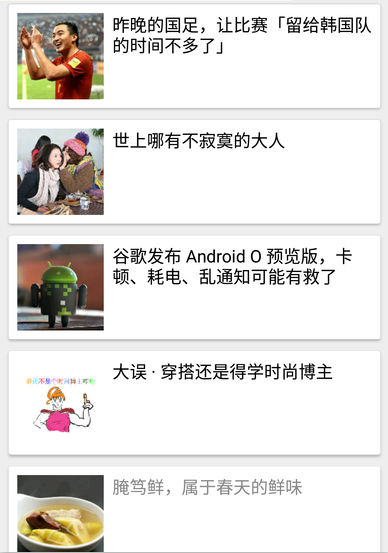 昨晚的国足，让比赛「留给韩国队
的时间不多了」
世上哪有不寂寞的大人
谷歌发布 Android O 预览版，卡
顿、耗电、乱通知可能有救了
大误 · 穿搭还是得学时尚博主
腌笃鲜，属于春天的鲜味